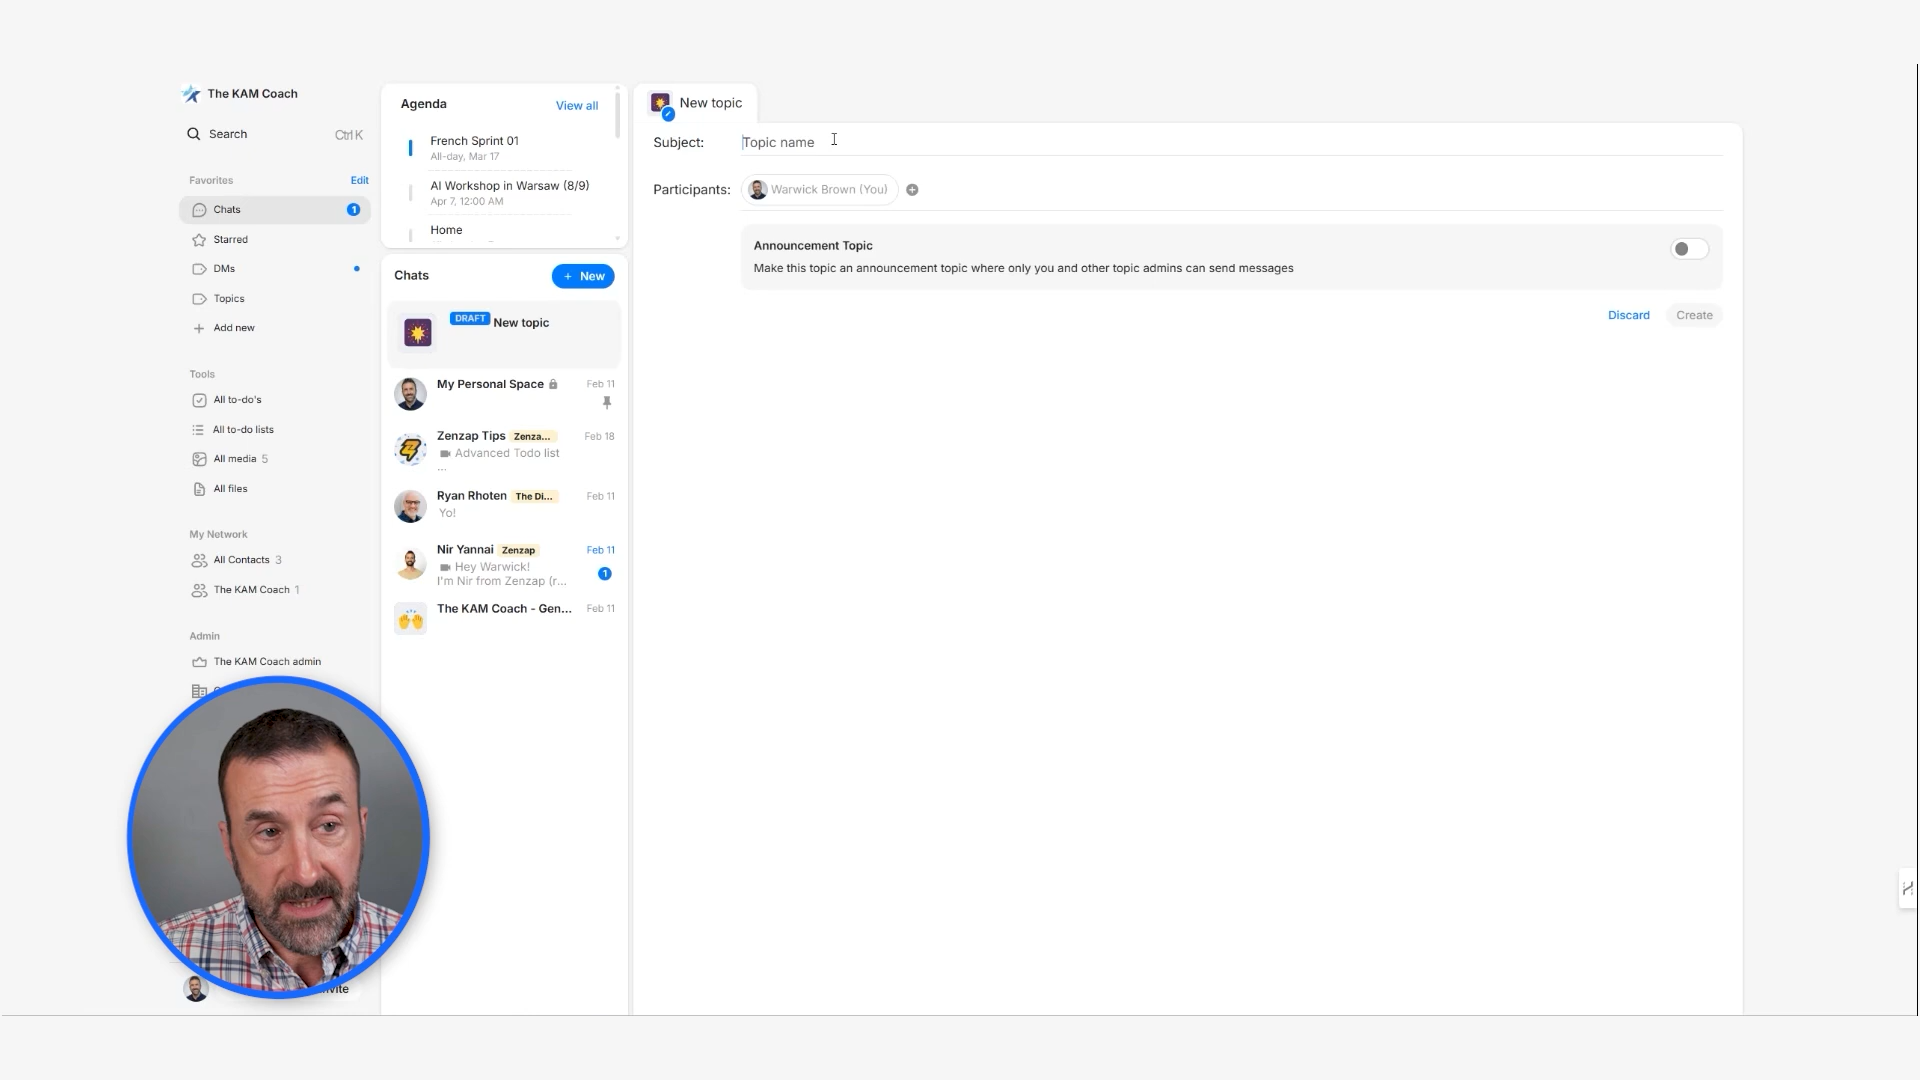 The KAM Coach
Search
Ctrl K
Favorites
Edit
Chats
1
Starred
DMs
Topics
Add new
Tools
All to-do's
All to-do lists
All media 5
All files
My Network
All Contacts 3
The KAM Coach 1
Admin
The KAM Coach admin
Agenda
View all
French Sprint 01
All-day, Mar 17
AI Workshop in Warsaw (8/9)
Apr 7, 12:00 AM
Home
Chats
+ New
DRAFT New topic
My Personal Space
Feb 11
Zenzap Tips Zenza...
Feb 18
Advanced Todo list
...
Ryan Rhoten The Di...
Feb 11
Yo!
Nir Yannai Zenzap
Feb 11
Hey Warwick!
I'm Nir from Zenzap (r...
1
The KAM Coach - Gen...
Feb 11
New topic
Subject:
Topic name
Participants:
Warwick Brown (You)
Announcement Topic
Make this topic an announcement topic where only you and other topic admins can send messages
Discard
Create